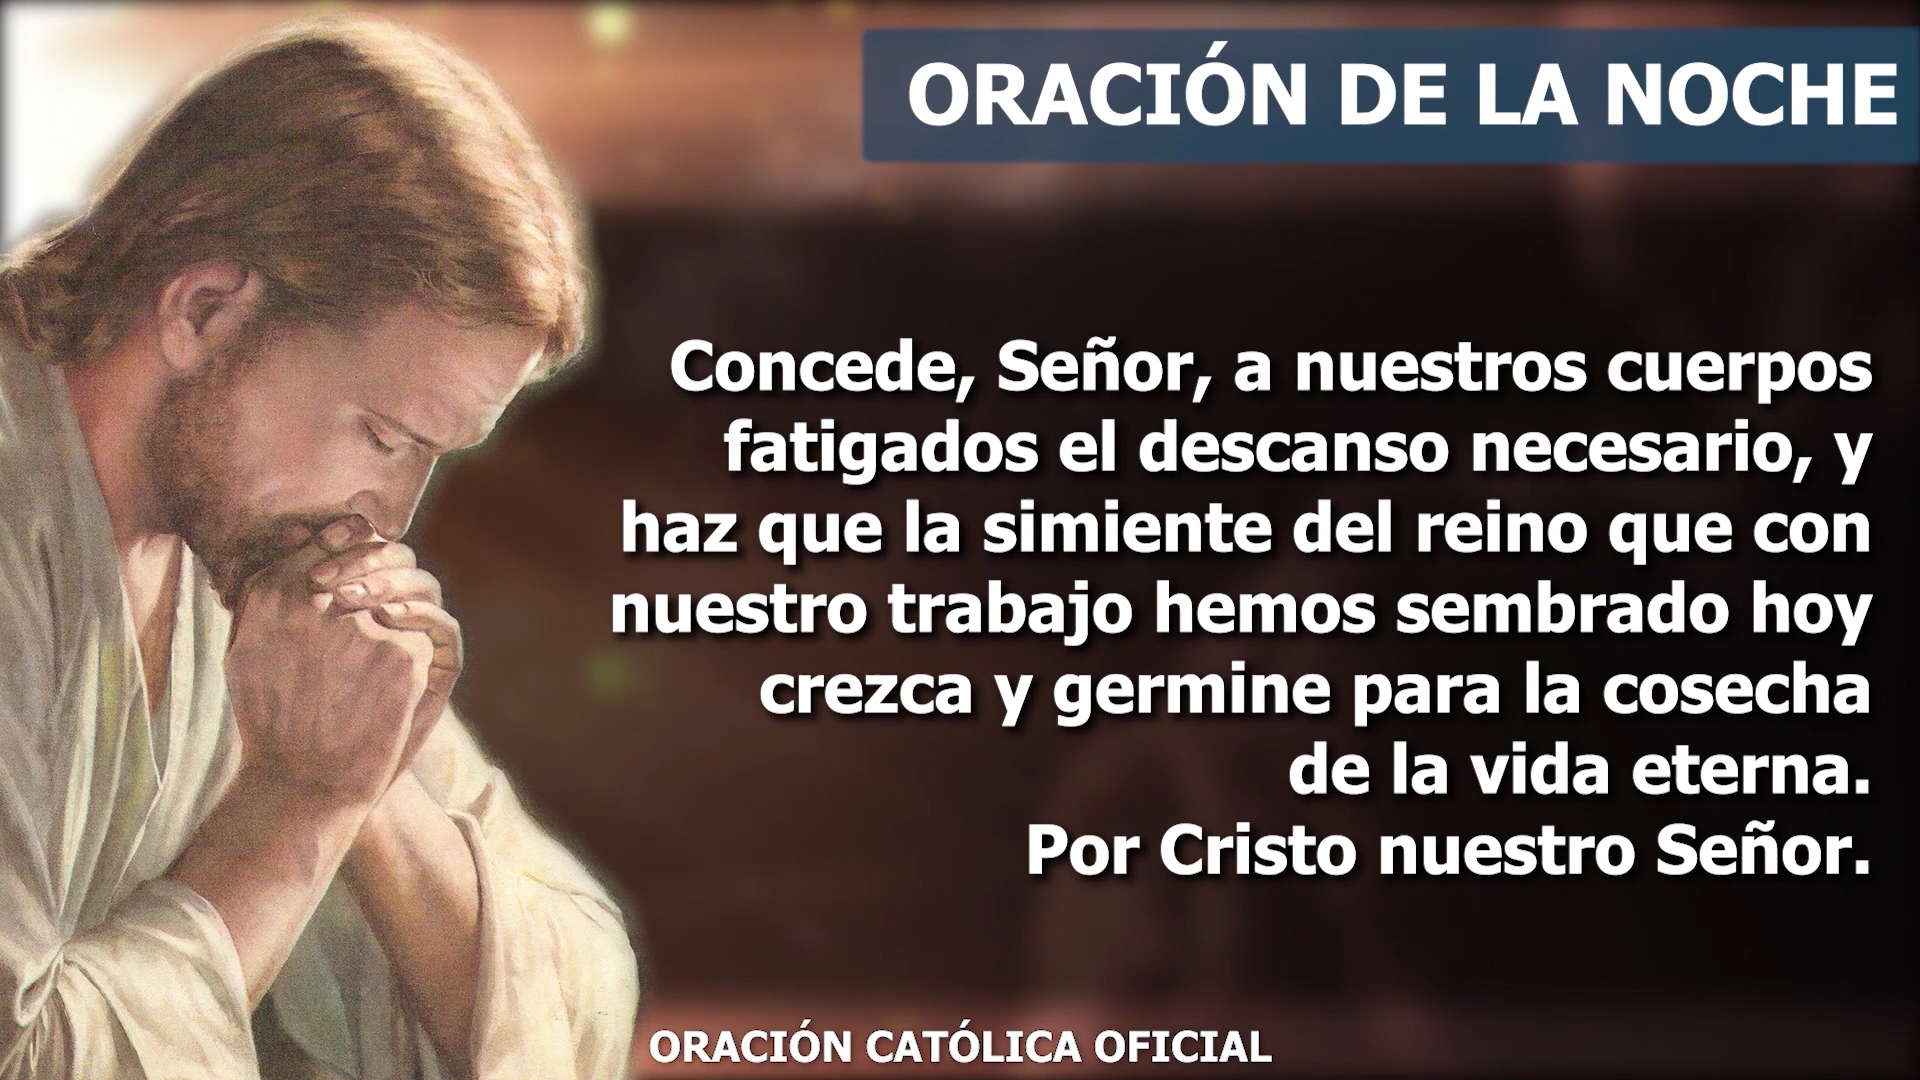 ORACIÓN DE LA NOCHE
Concede, Señor, a nuestros cuerpos
fatigados el descanso necesario, y
haz que la simiente del reino que con
nuestro trabajo hemos sembrado hoy
crezca y germine para la cosecha
de la vida eterna.
Por Cristo nuestro Señor.
ORACIÓN CATÓLICA OFICIAL